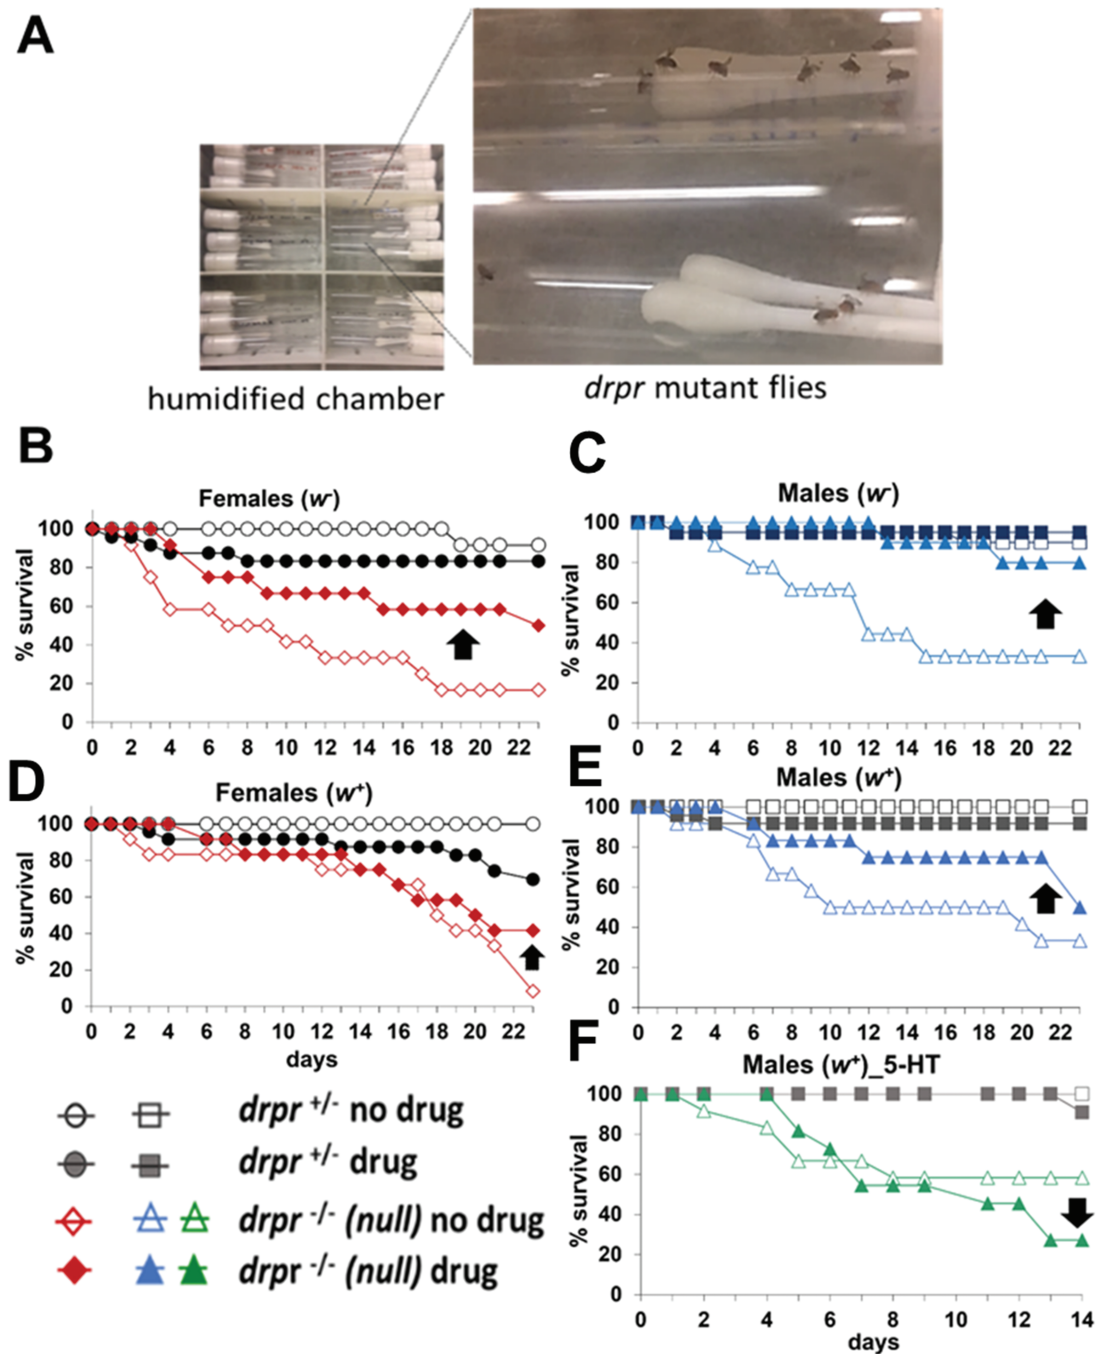 A
humidified chamber
drpr mutant flies
B
Females (w-)
% survival
100
80
60
40
20
0
0 2 4 6 8 10 12 14 16 18 20 22
C
Males (w-)
% survival
100
80
60
40
20
0
0 2 4 6 8 10 12 14 16 18 20 22
D
Females (w+)
% survival
100
80
60
40
20
0
0 2 4 6 8 10 12 14 16 18 20 22
days
E
Males (w+)
% survival
100
80
60
40
20
0
0 2 4 6 8 10 12 14 16 18 20 22
F
Males (w+)_5-HT
% survival
100
80
60
40
20
0
0 2 4 6 8 10 12 14
days
drpr +/- no drug
drpr +/- drug
drpr -/- (null) no drug
drpr -/- (null) drug